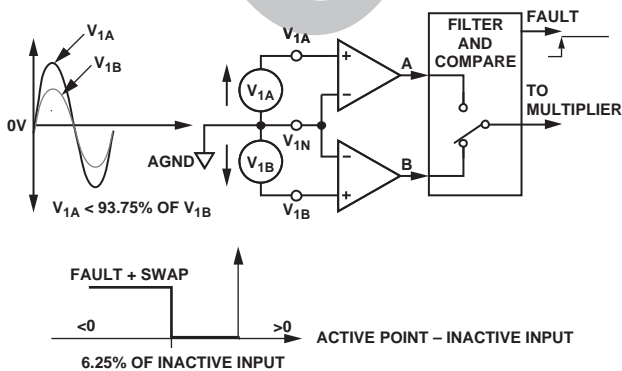 V1A
V1B
0V
V1A < 93.75% OF V1B
AGND
V1A
V1A
V1N
V1B
V1B
+
–
–
+
A
B
FILTER
AND
COMPARE
FAULT
TO
MULTIPLIER
FAULT + SWAP
<0
>0
ACTIVE POINT – INACTIVE INPUT
6.25% OF INACTIVE INPUT